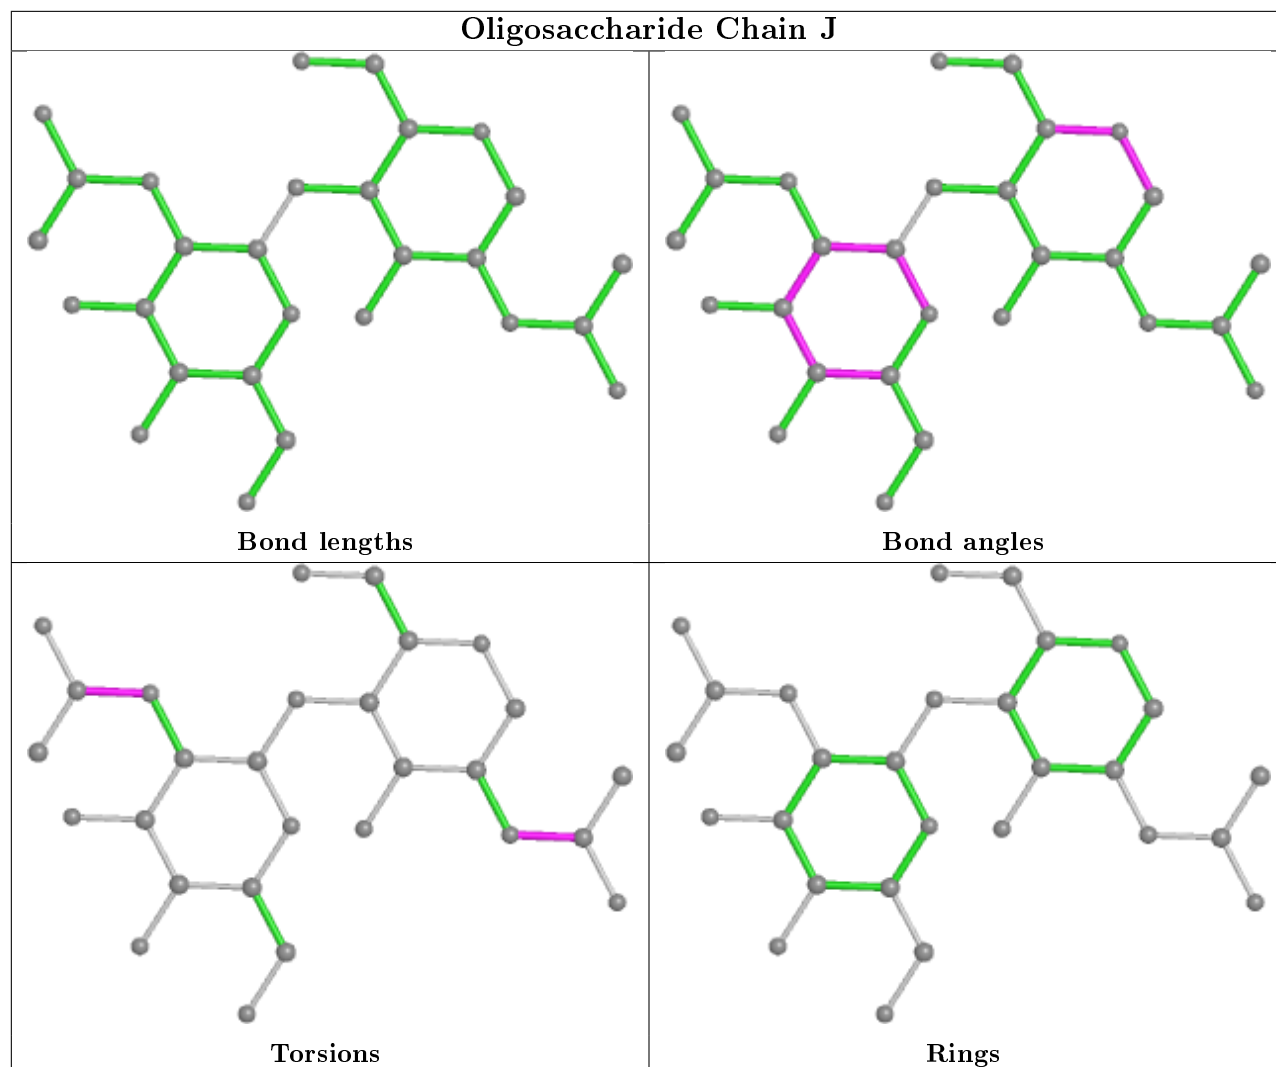 Oligosaccharide Chain J
Bond lengths
Bond angles
Torsions
Rings